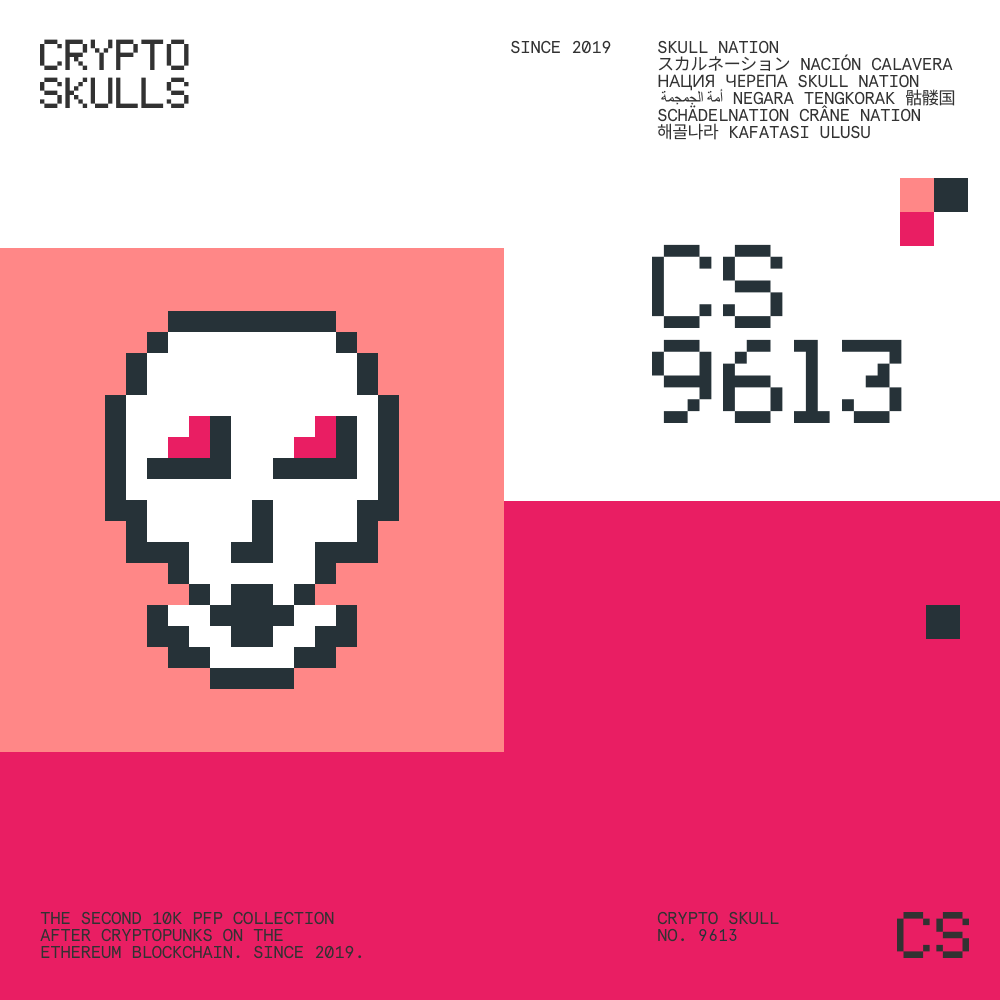 CRYPTO
SKULLS
SINCE 2019
SKULL NATION
スカルネーション NACIÓN CALAVERA
НАЦИЯ ЧЕРЕПА SKULL NATION
أمة الجمجمة NEGARA TENGKORAK 骷髅国
SCHÄDELNATION CRÂNE NATION
해골나라 KAFATASI ULUSU
CS
9613
THE SECOND 10K PFP COLLECTION
AFTER CRYPTOPUNKS ON THE
ETHEREUM BLOCKCHAIN. SINCE 2019.
CRYPTO SKULL
NO. 9613
CS